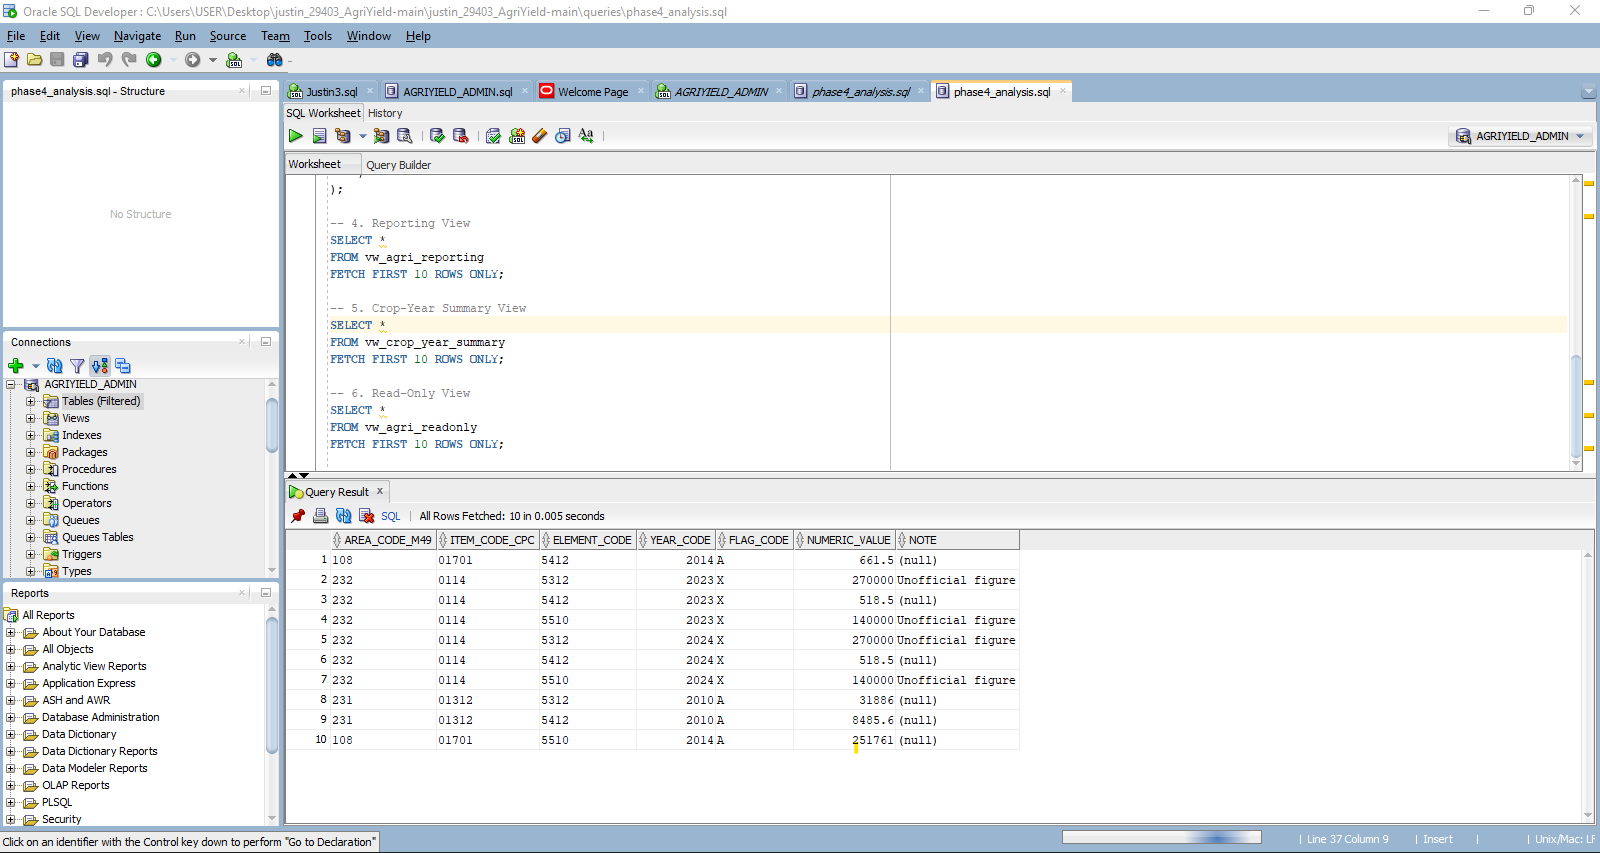 Oracle SQL Developer : C:\Users\USER\Desktop\justin_29403_AgriYield-main\justin_29403_AgriYield-main\queries\phase4_analysis.sql
File Edit View Navigate Run Source Team Tools Window Help
phase4_analysis.sql - Structure
No Structure
Connections
AGRIYIELD_ADMIN
Tables (Filtered)
Views
Indexes
Packages
Procedures
Functions
Operators
Queues
Queues Tables
Triggers
Types
Reports
All Reports
About Your Database
All Objects
Analytic View Reports
Application Express
ASH and AWR
Database Administration
Data Dictionary
Data Dictionary Reports
Data Modeler Reports
OLAP Reports
PLSQL
Security
Justin3.sql AGRIYIELD_ADMIN.sql Welcome Page AGRIYIELD_ADMIN phase4_analysis.sql phase4_analysis.sql
SQL Worksheet History
AGRIYIELD_ADMIN
Worksheet Query Builder
);
-- 4. Reporting View
SELECT *
FROM vw_agri_reporting
FETCH FIRST 10 ROWS ONLY;
-- 5. Crop-Year Summary View
SELECT *
FROM vw_crop_year_summary
FETCH FIRST 10 ROWS ONLY;
-- 6. Read-Only View
SELECT *
FROM vw_agri_readonly
FETCH FIRST 10 ROWS ONLY;
Query Result x
SQL | All Rows Fetched: 10 in 0.005 seconds
AREA_CODE_M49 ITEM_CODE_CPC ELEMENT_CODE YEAR_CODE FLAG_CODE NUMERIC_VALUE NOTE
1 108 01701 5412 2014 A 661.5 (null)
2 232 0114 5312 2023 X 270000 Unofficial figure
3 232 0114 5412 2023 X 518.5 (null)
4 232 0114 5510 2023 X 140000 Unofficial figure
5 232 0114 5312 2024 X 270000 Unofficial figure
6 232 0114 5412 2024 X 518.5 (null)
7 232 0114 5510 2024 X 140000 Unofficial figure
8 231 01312 5312 2010 A 31886 (null)
9 231 01312 5412 2010 A 8485.6 (null)
10 108 01701 5510 2014 A 251761 (null)
Click on an identifier with the Control key down to perform "Go to Declaration"
| Line 37 Column 9 | Insert | | Unix/Mac: LF